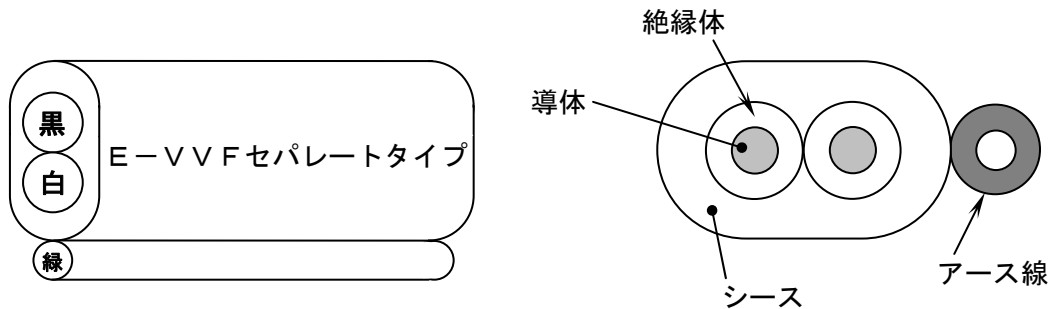 黒
白
緑
E－VVFセパレートタイプ
絶縁体
導体
シース
アース線